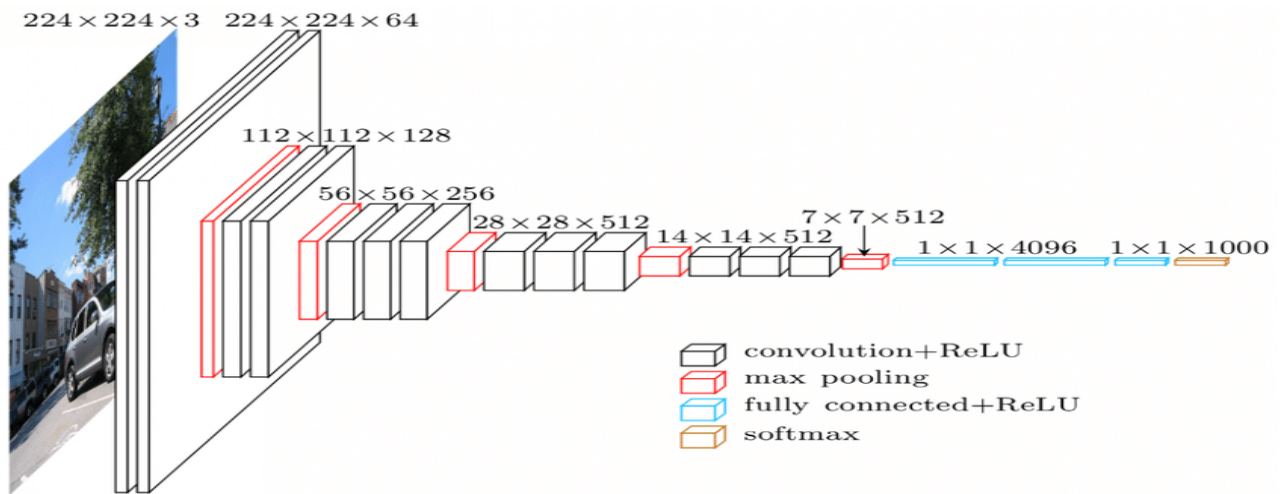 224 × 224 × 3
224 × 224 × 64
112 × 112 × 128
56 × 56 × 256
28 × 28 × 512
14 × 14 × 512
7 × 7 × 512
1 × 1 × 4096
1 × 1 × 1000
convolution+ReLU
max pooling
fully connected+ReLU
softmax